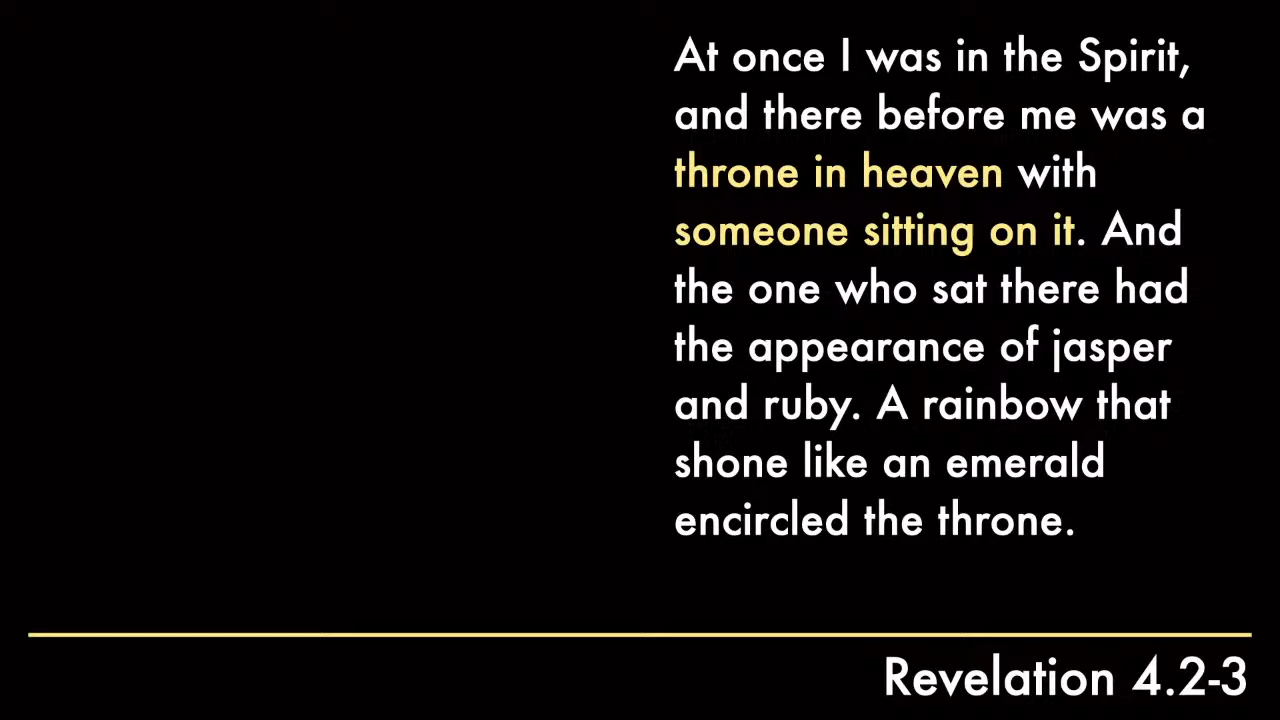 At once I was in the Spirit,
and there before me was a
throne in heaven with
someone sitting on it. And
the one who sat there had
the appearance of jasper
and ruby. A rainbow that
shone like an emerald
encircled the throne.
Revelation 4.2-3